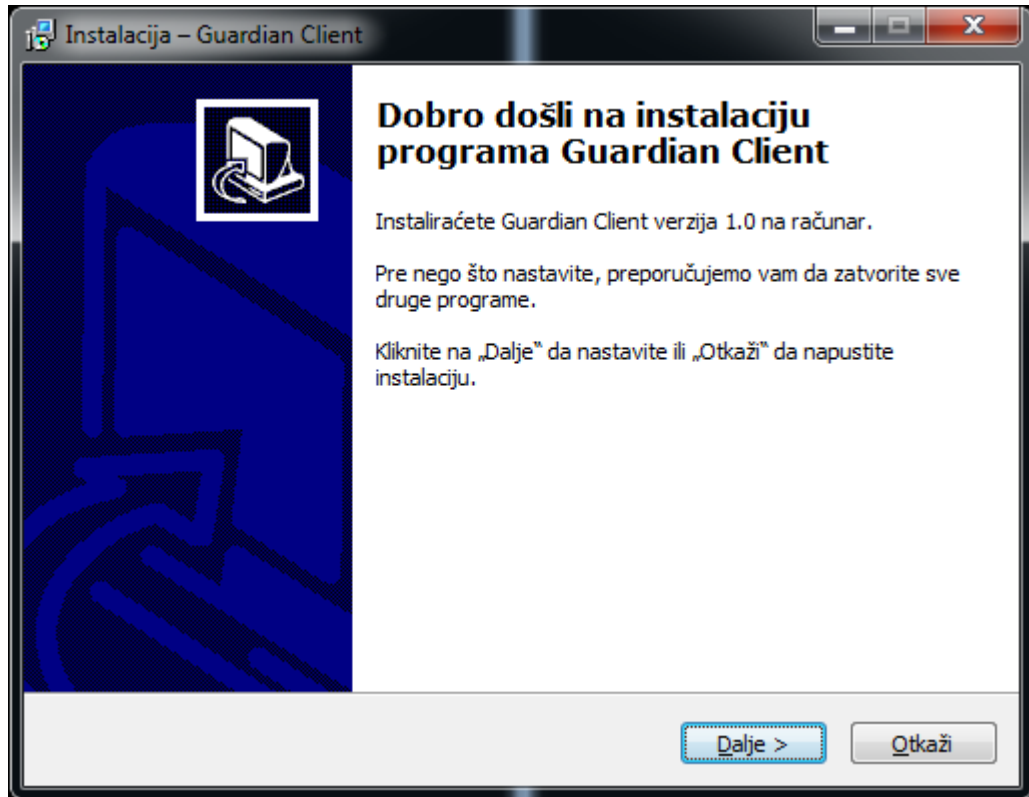 Instalacija – Guardian Client
Dobro došli na instalaciju
programa Guardian Client
Instaliraćete Guardian Client verzija 1.0 na računar.
Pre nego što nastavite, preporučujemo vam da zatvorite sve
druge programe.
Kliknite na „Dalje“ da nastavite ili „Otkaži“ da napustite
instalaciju.
Dalje >
Otkaži